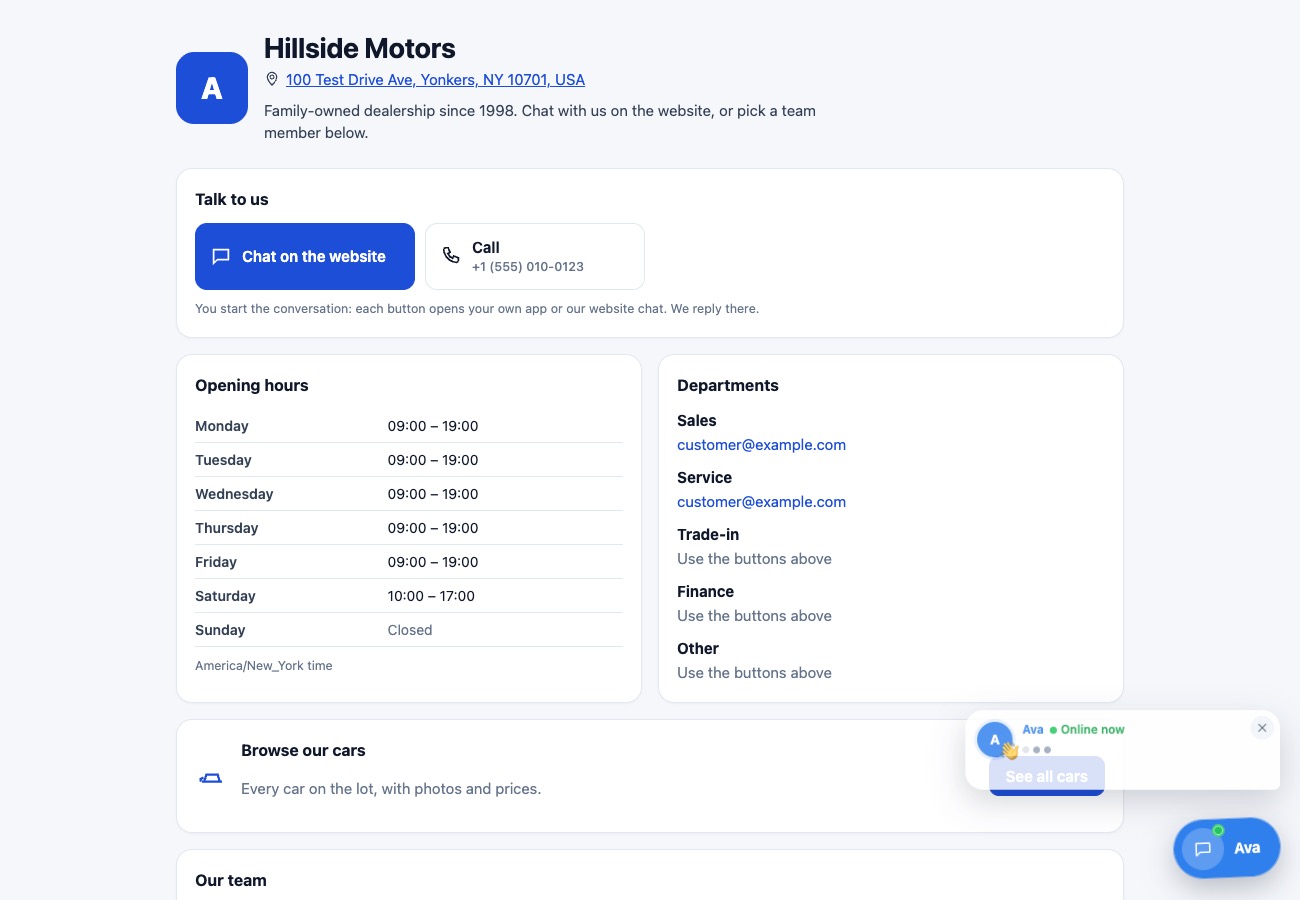 A
Hillside Motors
100 Test Drive Ave, Yonkers, NY 10701, USA
Family-owned dealership since 1998. Chat with us on the website, or pick a team
member below.
Talk to us
Chat on the website
Call
+1 (555) 010-0123
You start the conversation: each button opens your own app or our website chat. We reply there.
Opening hours
Monday 09:00 – 19:00
Tuesday 09:00 – 19:00
Wednesday 09:00 – 19:00
Thursday 09:00 – 19:00
Friday 09:00 – 19:00
Saturday 10:00 – 17:00
Sunday Closed
America/New_York time
Departments
Sales
customer@example.com
Service
customer@example.com
Trade-in
Use the buttons above
Finance
Use the buttons above
Other
Use the buttons above
Browse our cars
Every car on the lot, with photos and prices.
See all cars
A
Ava Online now
Ava
Our team